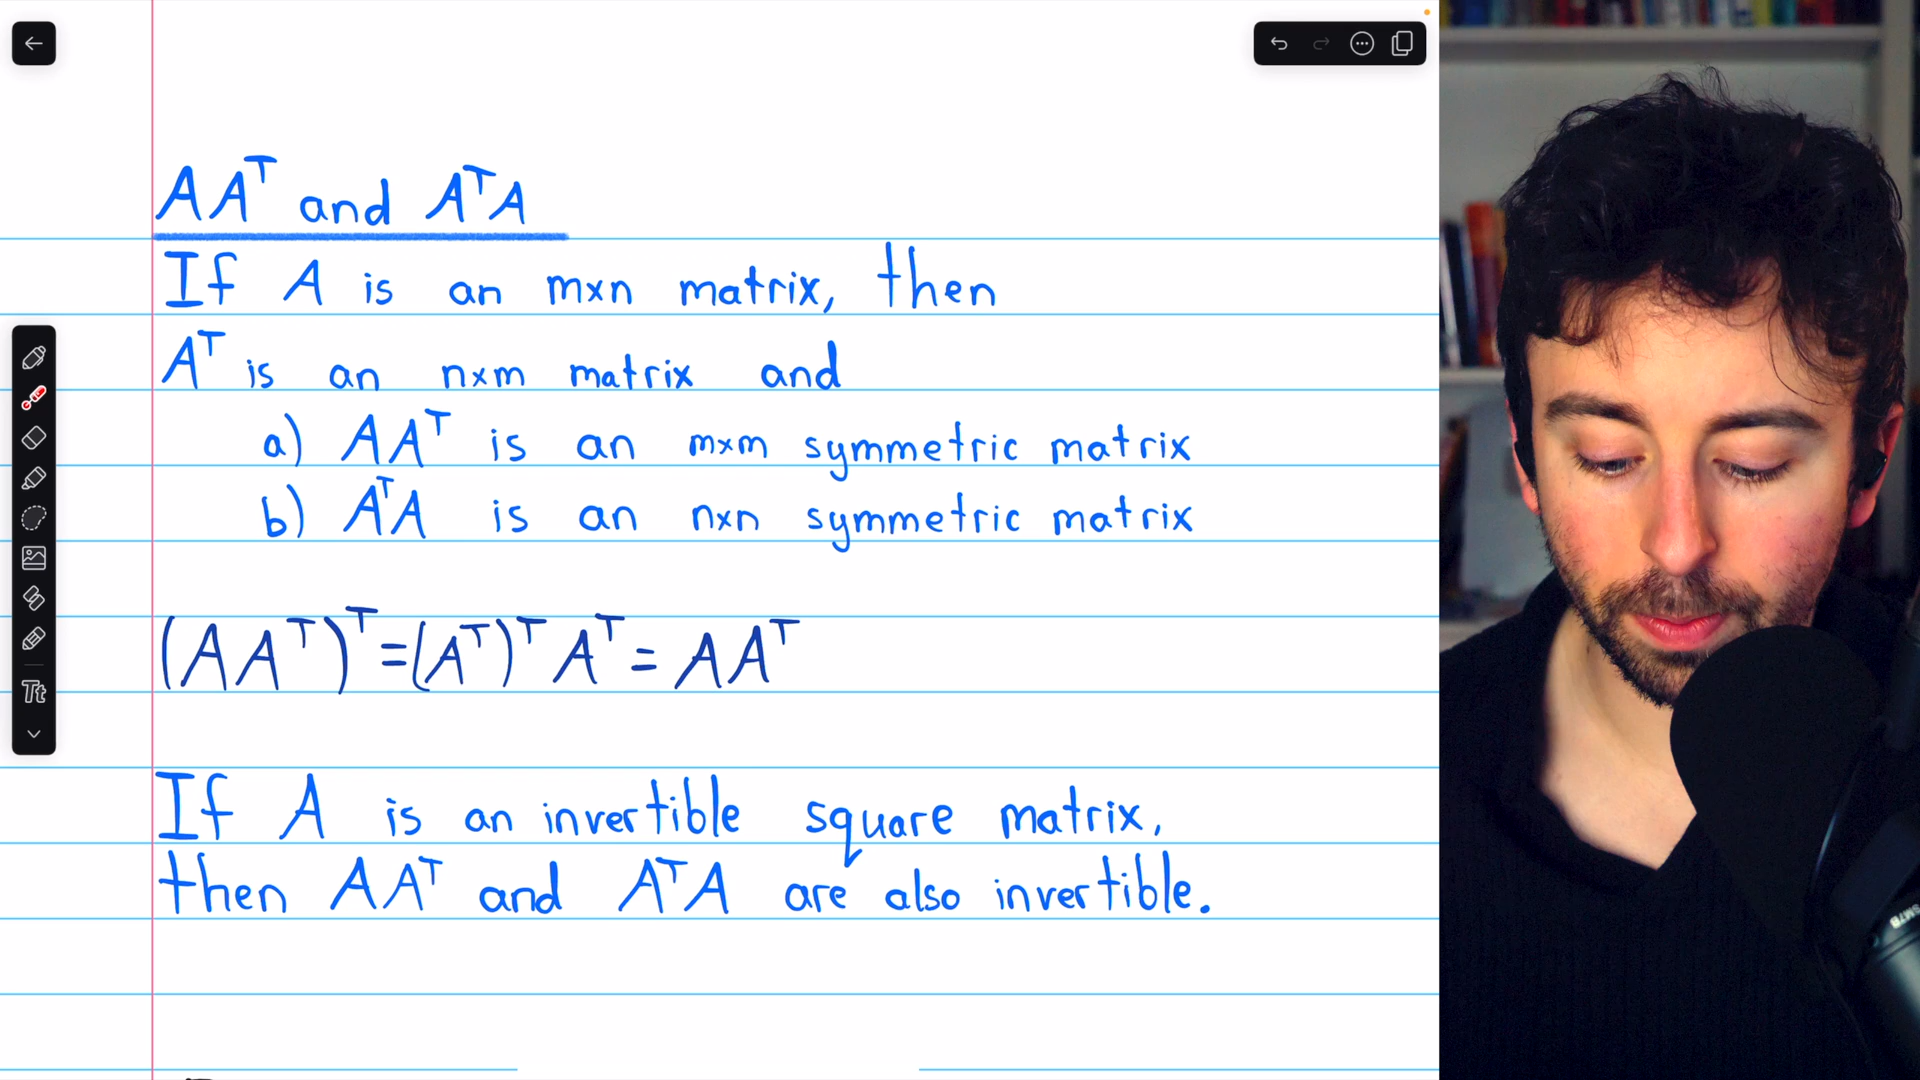 AAᵀ and AᵀA
If A is an mxn matrix, then
Aᵀ is an nxm matrix and
a) AAᵀ is an mxm symmetric matrix
b) AᵀA is an nxn symmetric matrix
(AAᵀ)ᵀ=(Aᵀ)ᵀAᵀ= AAᵀ
If A is an invertible square matrix,
then AAᵀ and AᵀA are also invertible.
Tt
SM7B